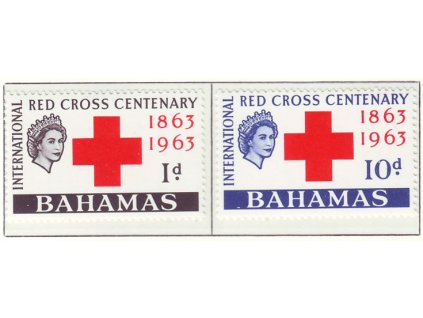 INTERNATIONAL
RED CROSS CENTENARY
1863
1963
1d.
BAHAMAS
INTERNATIONAL
RED CROSS CENTENARY
1863
1963
10d.
BAHAMAS